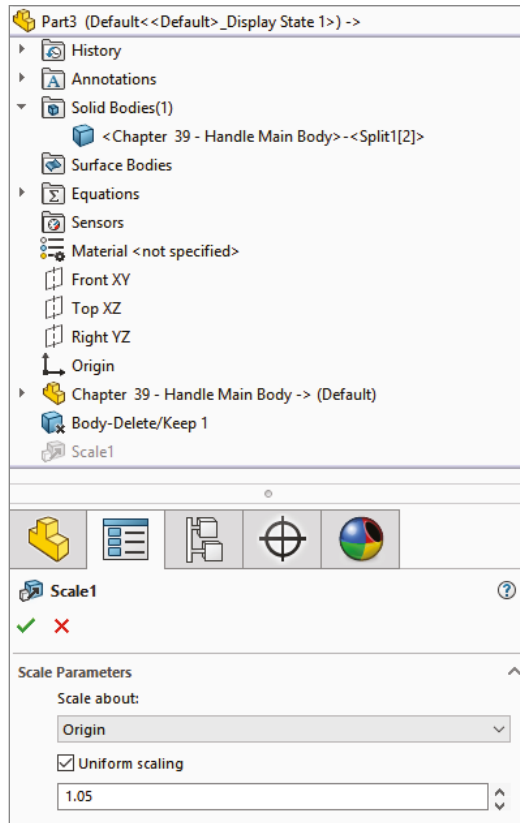 Part3 (Default<<Default>_Display State 1>) ->
History
Annotations
Solid Bodies(1)
<Chapter 39 - Handle Main Body>-<Split1[2]>
Surface Bodies
Equations
Sensors
Material <not specified>
Front XY
Top XZ
Right YZ
Origin
Chapter 39 - Handle Main Body -> (Default)
Body-Delete/Keep 1
Scale1
Scale1
Scale Parameters
Scale about:
Origin
Uniform scaling
1.05